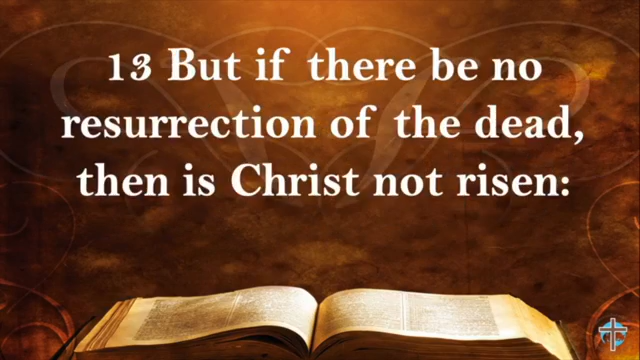 13 But if there be no
resurrection of the dead,
then is Christ not risen: